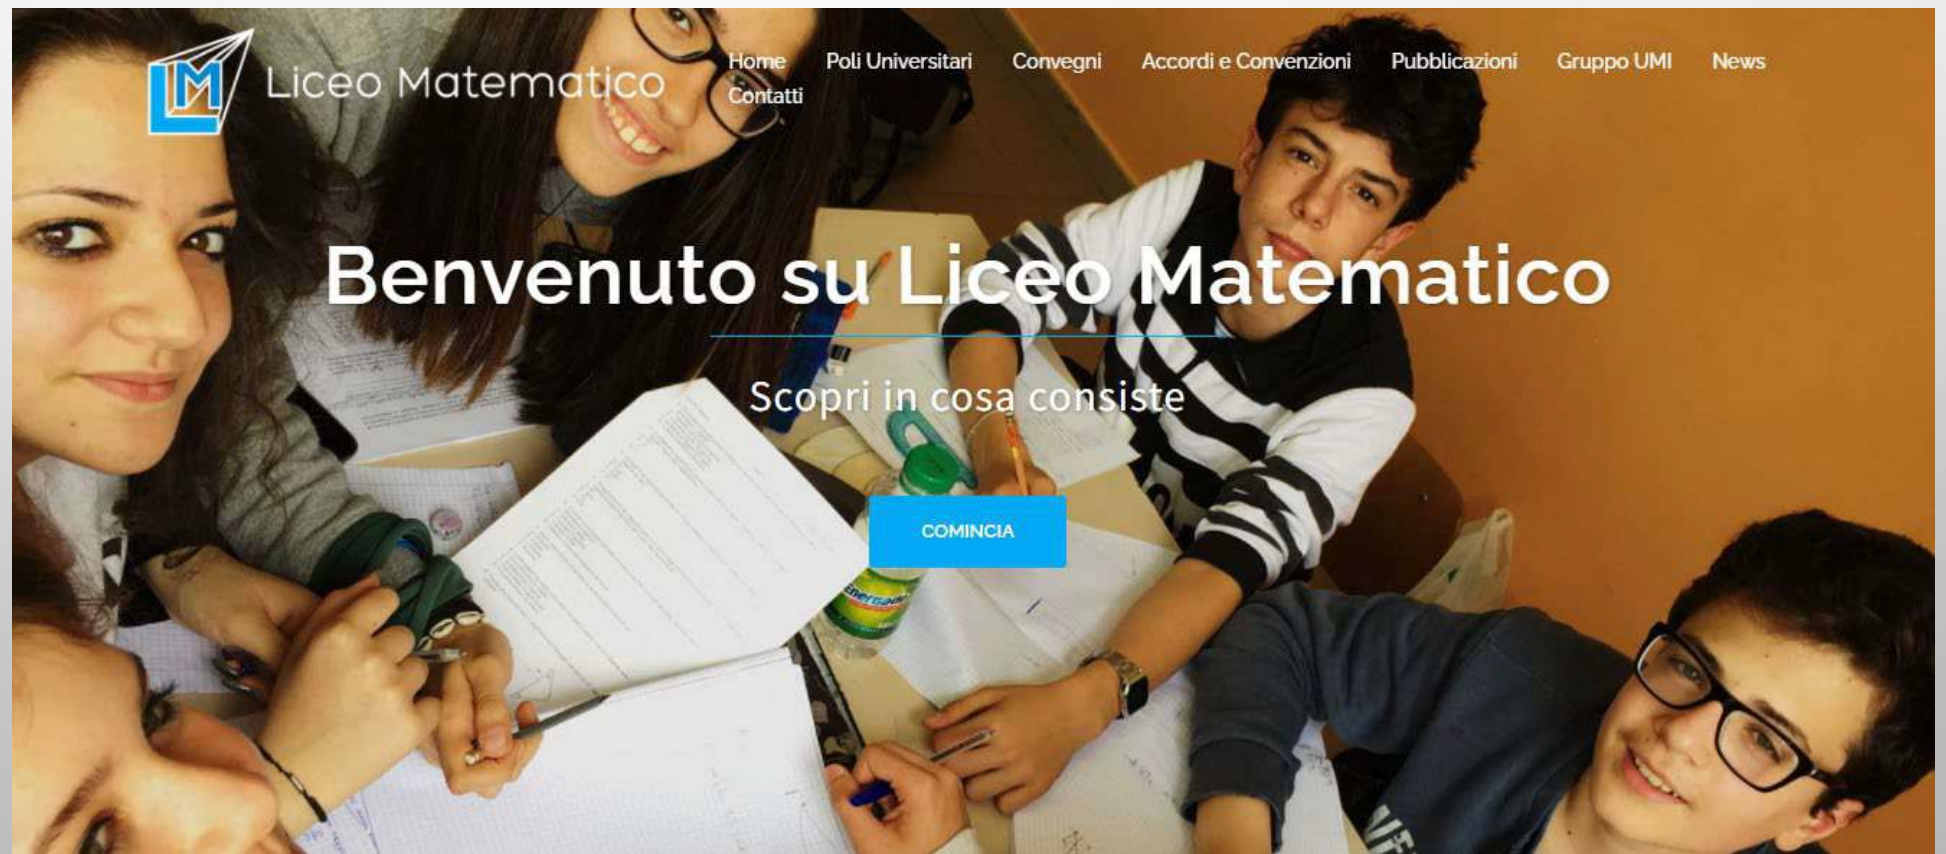 LM
Liceo Matematico
Home Poli Universitari Convegni Accordi e Convenzioni Pubblicazioni Gruppo UMI News
Contatti
Benvenuto su Liceo Matematico
Scopri in cosa consiste
COMINCIA